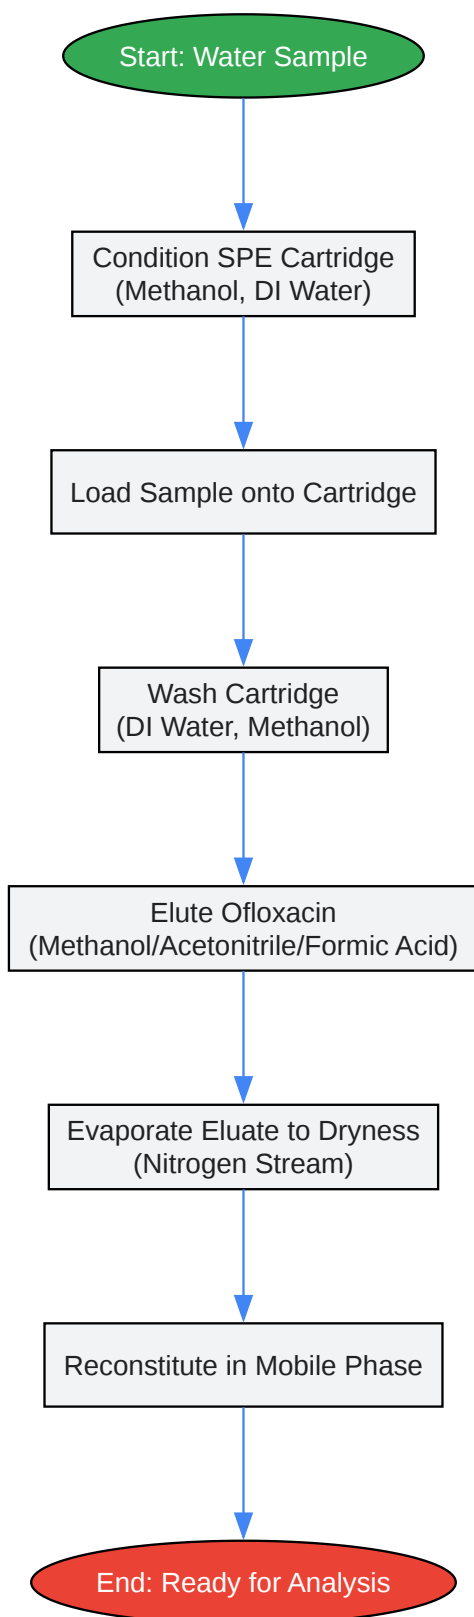 Start: Water Sample
Condition SPE Cartridge
(Methanol, DI Water)
Load Sample onto Cartridge
Wash Cartridge
(DI Water, Methanol)
Elute Ofloxacin
(Methanol/Acetonitrile/Formic Acid)
Evaporate Eluate to Dryness
(Nitrogen Stream)
Reconstitute in Mobile Phase
End: Ready for Analysis